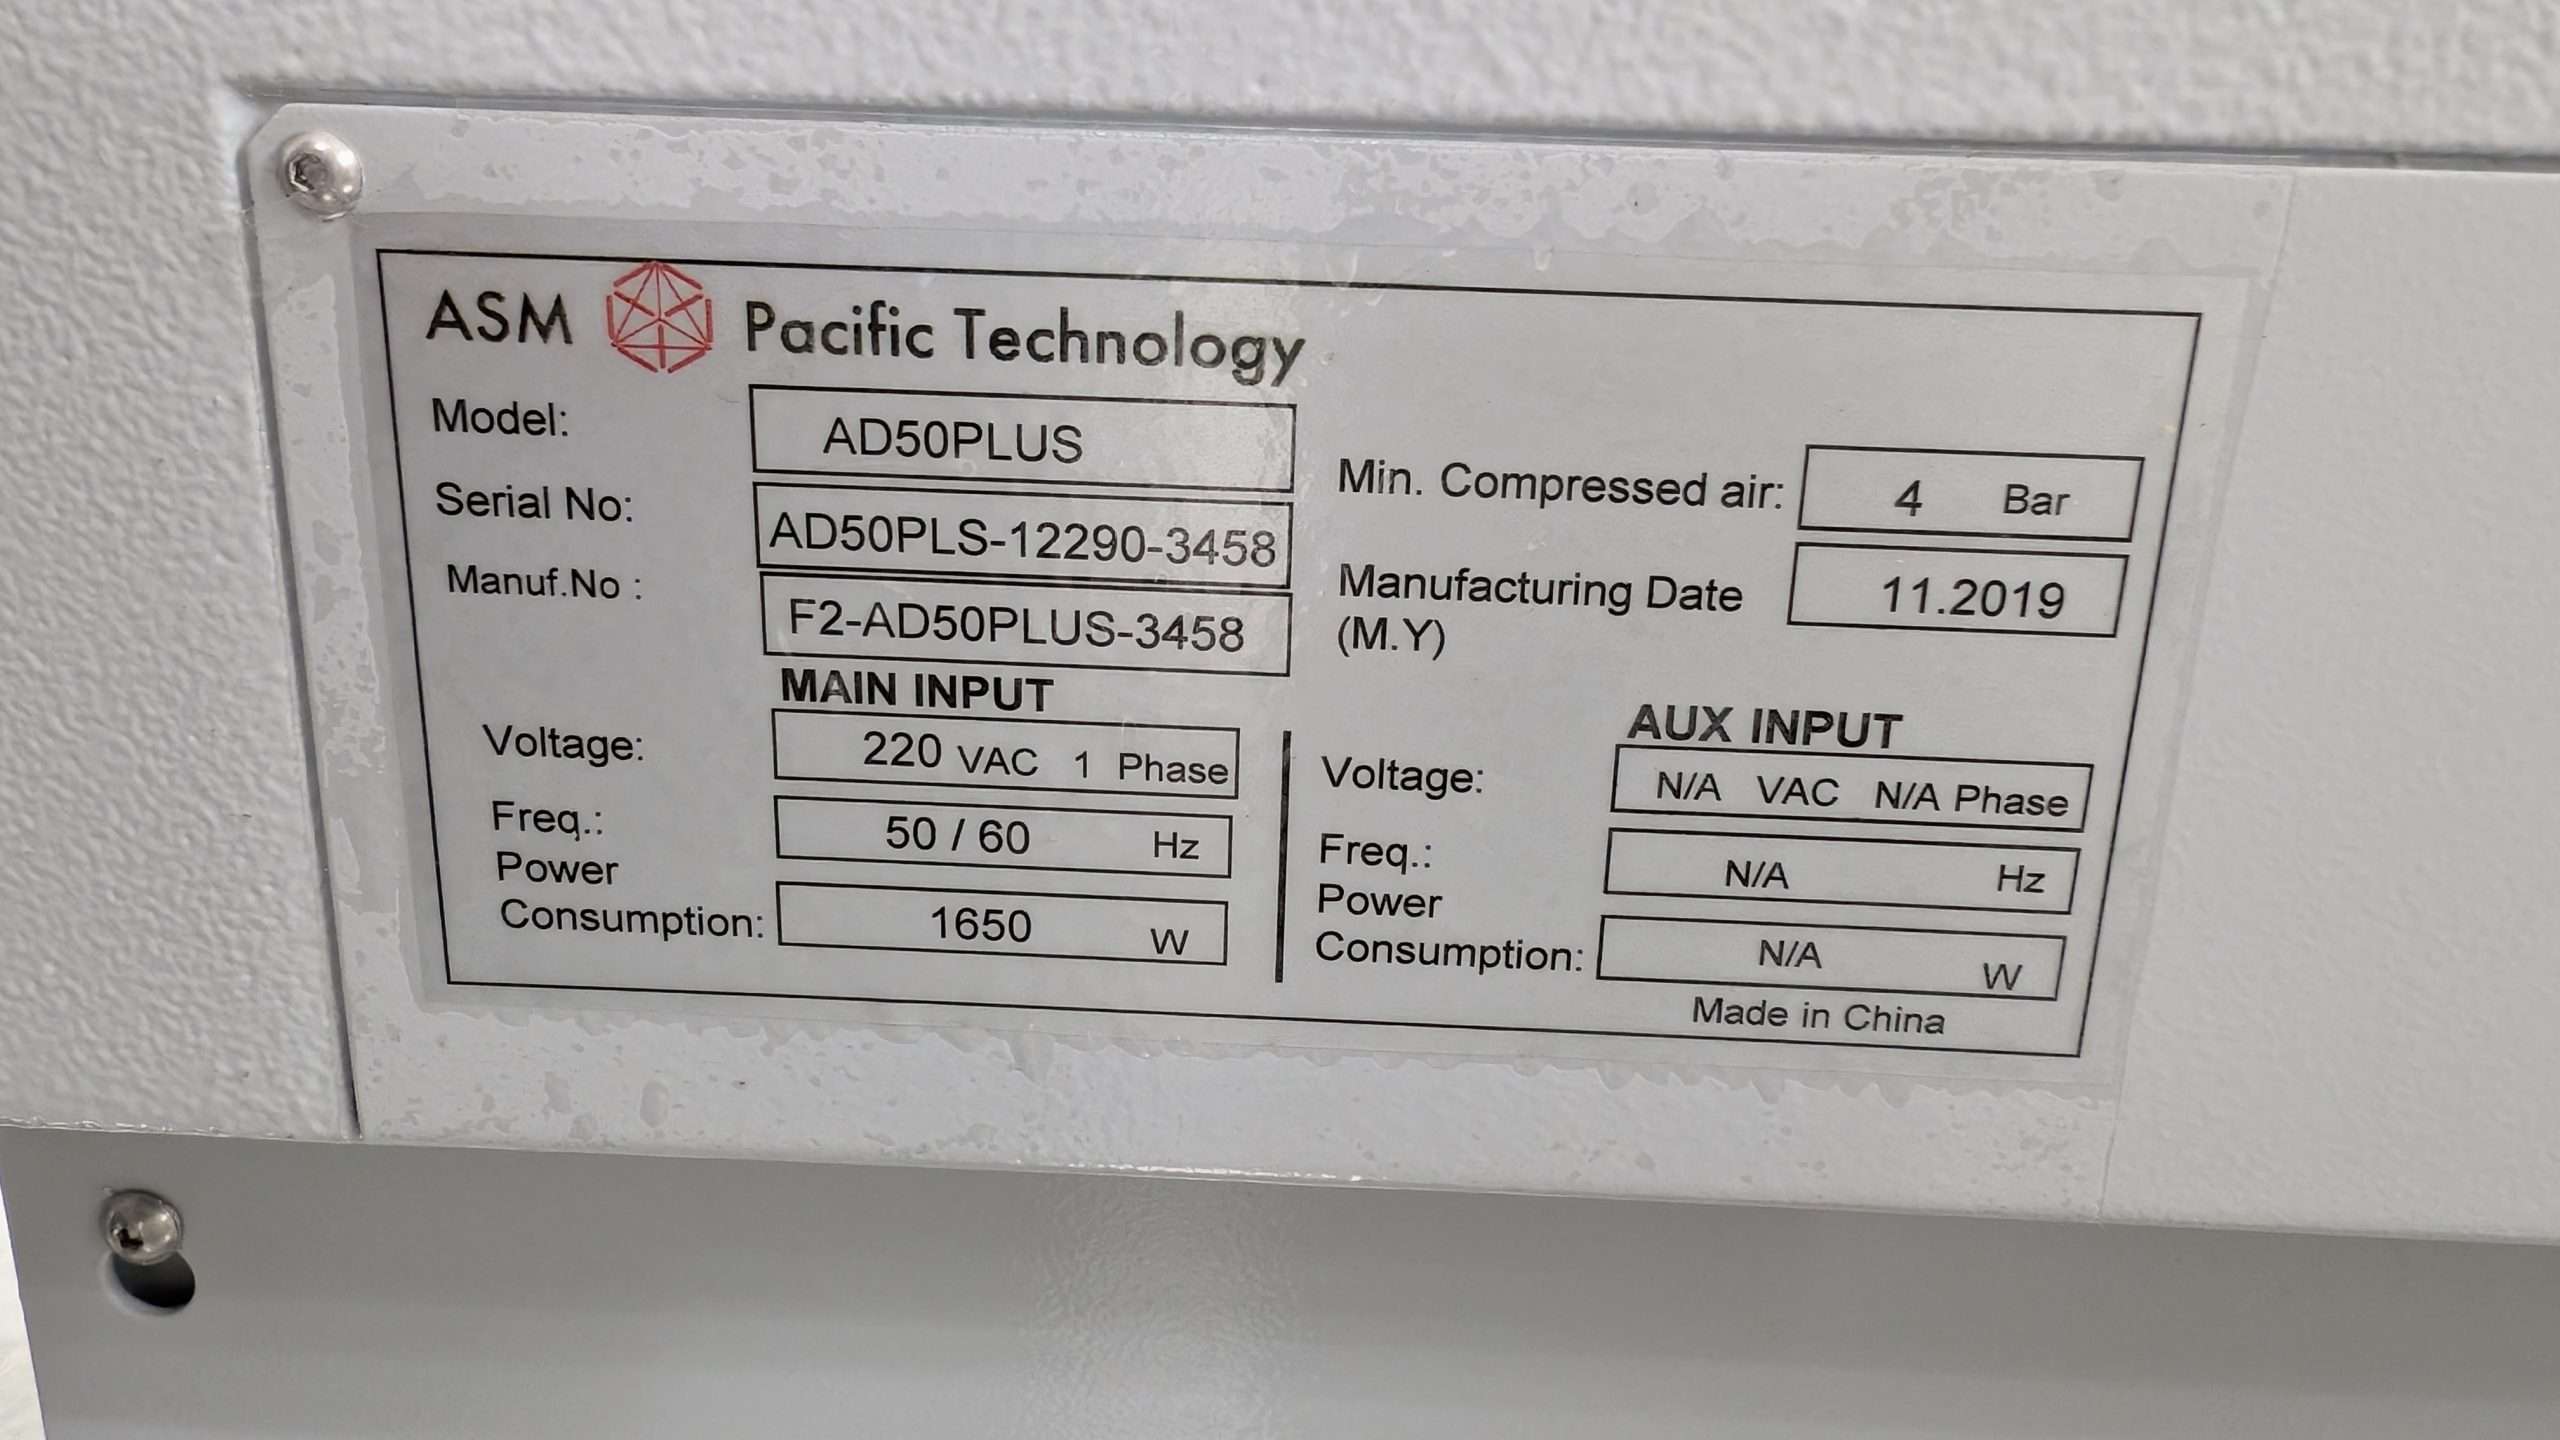 ASM Pacific Technology
Model: AD50PLUS
Serial No: AD50PLS-12290-3458
Manuf.No : F2-AD50PLUS-3458
Min. Compressed air: 4 Bar
Manufacturing Date 11.2019
(M.Y)
MAIN INPUT
Voltage: 220 VAC 1 Phase
Freq.: 50 / 60 Hz
Power
Consumption: 1650 W
AUX INPUT
Voltage: N/A VAC N/A Phase
Freq.: N/A Hz
Power
Consumption: N/A W
Made in China